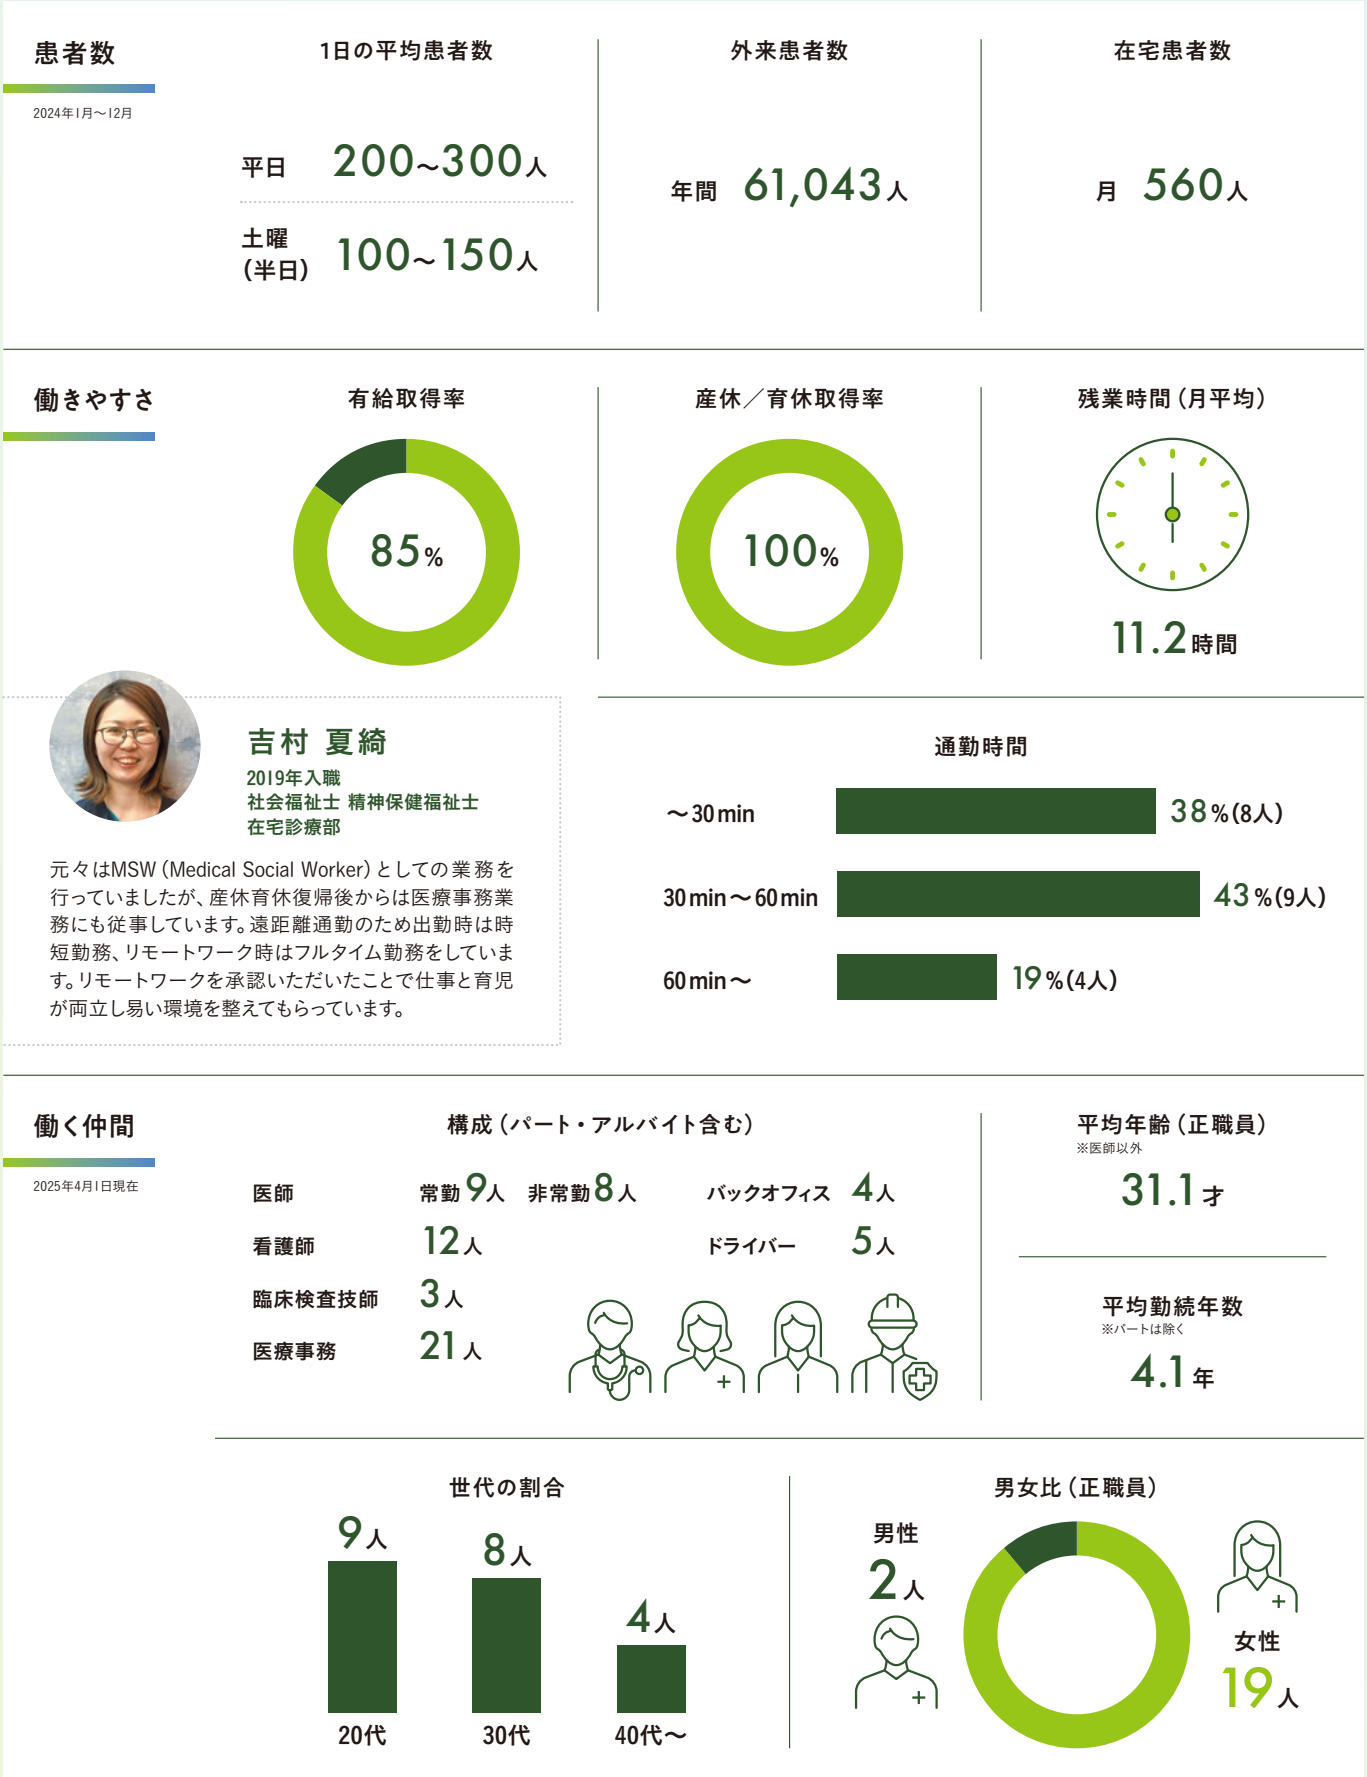 患者数
2024年1月〜12月
1日の平均患者数
平日 200〜300人
土曜
(半日) 100〜150人
外来患者数
年間 61,043人
在宅患者数
月 560人
働きやすさ
有給取得率
85%
産休／育休取得率
100%
残業時間（月平均）
11.2時間
吉村 夏綺
2019年入職
社会福祉士 精神保健福祉士
在宅診療部
元々はMSW（Medical Social Worker）としての業務を
行っていましたが、産休育休復帰後からは医療事務業
務にも従事しています。遠距離通勤のため出勤時は時
短勤務、リモートワーク時はフルタイム勤務をしていま
す。リモートワークを承認いただいたことで仕事と育児
が両立し易い環境を整えてもらっています。
通勤時間
〜30min 38%(8人)
30min〜60min 43%(9人)
60min〜 19%(4人)
働く仲間
2025年4月1日現在
構成（パート・アルバイト含む）
医師 常勤9人 非常勤8人
看護師 12人
臨床検査技師 3人
医療事務 21人
バックオフィス 4人
ドライバー 5人
平均年齢（正職員）
※医師以外
31.1才
平均勤続年数
※パートは除く
4.1年
世代の割合
9人
8人
4人
20代 30代 40代〜
男女比（正職員）
男性
2人
女性
19人